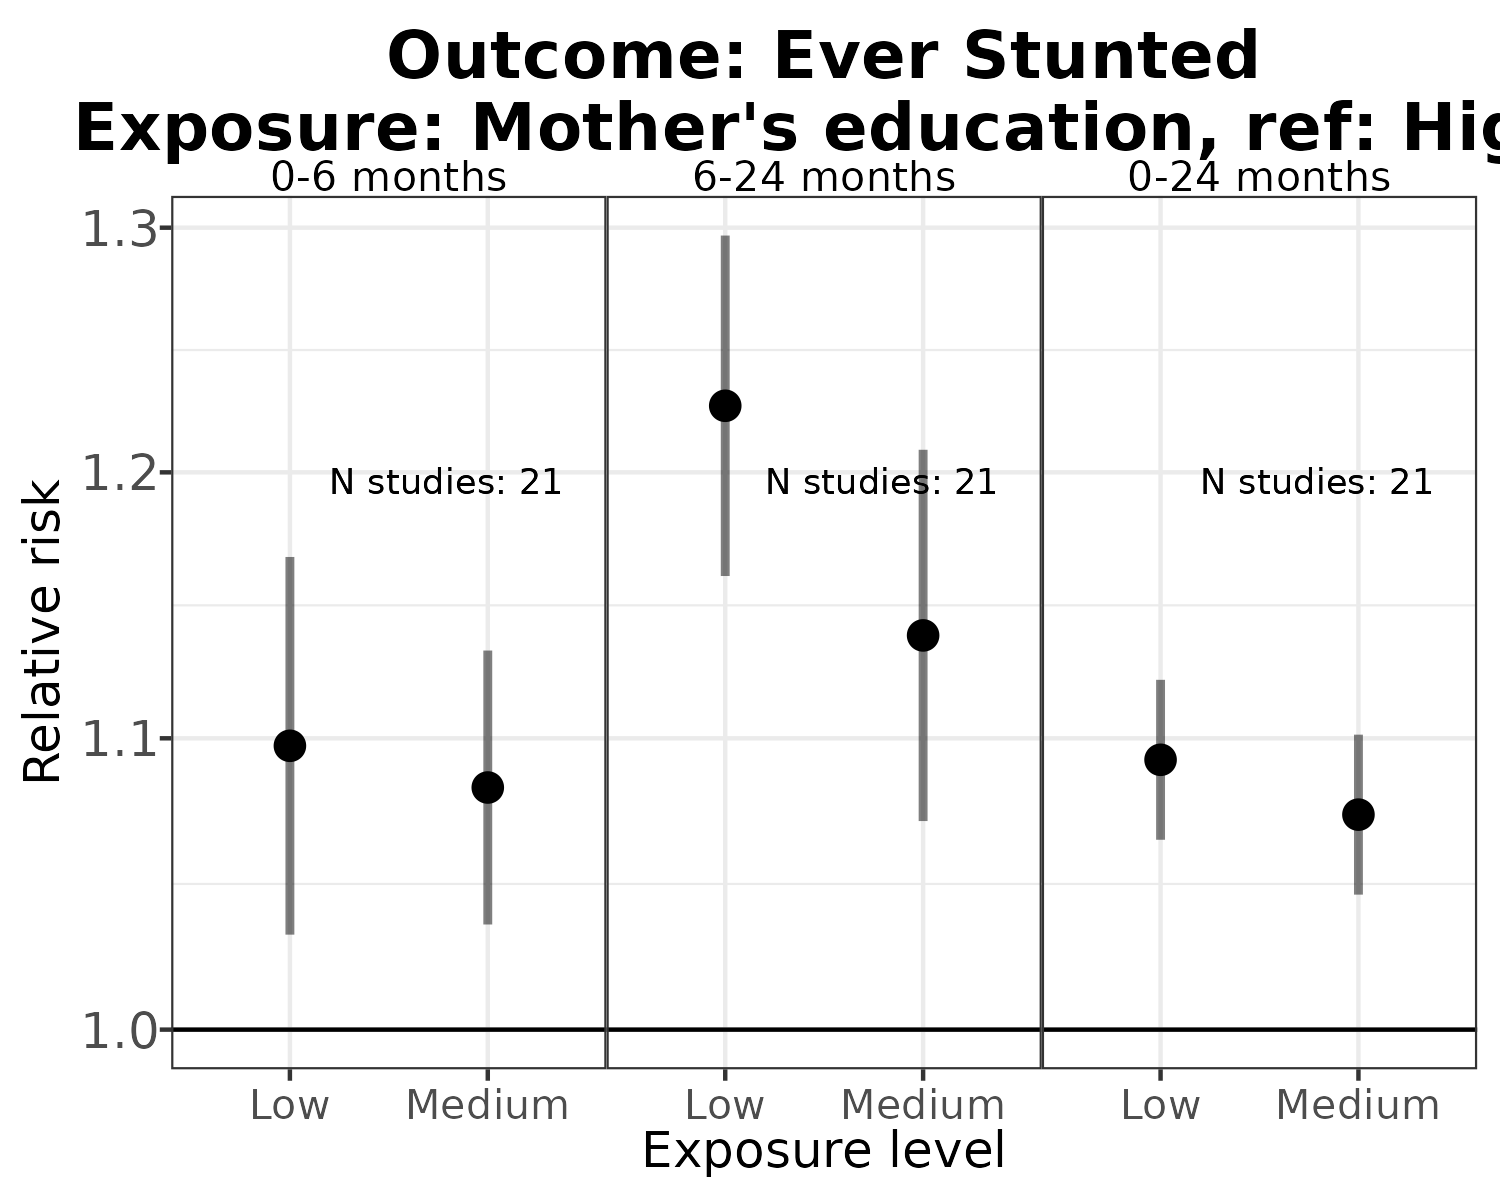 Outcome: Ever Stunted
Exposure: Mother's education, ref: Hig
0-6 months 6-24 months 0-24 months
1.3
1.2
1.1
1.0
Relative risk
N studies: 21 N studies: 21 N studies: 21
Low Medium Low Medium Low Medium
Exposure level